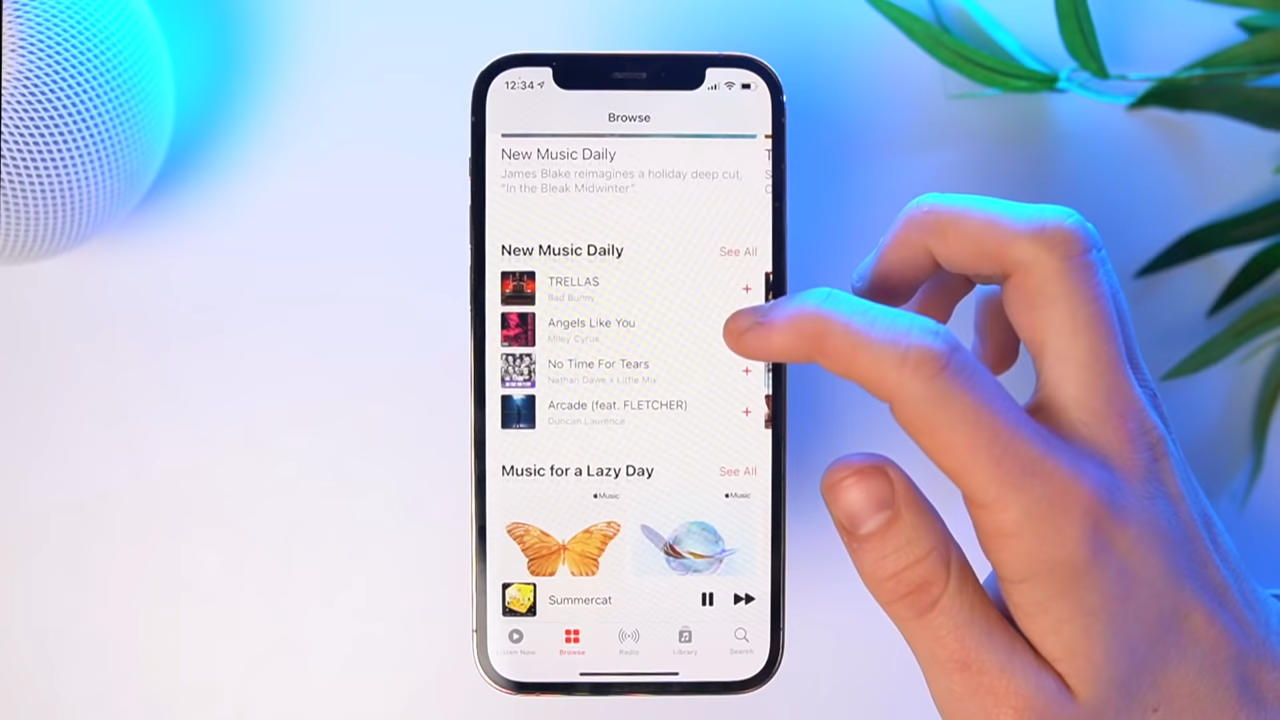 12:34
Browse
New Music Daily
James Blake reimagines a holiday deep cut,
"In the Bleak Midwinter".
New Music Daily
See All
TRELLAS
Bad Bunny
Angels Like You
Miley Cyrus
No Time For Tears
Nathan Dawe x Little Mix
Arcade (feat. FLETCHER)
Duncan Laurence
Music for a Lazy Day
See All
Music
Music
Summercat
Listen Now
Browse
Radio
Library
Search